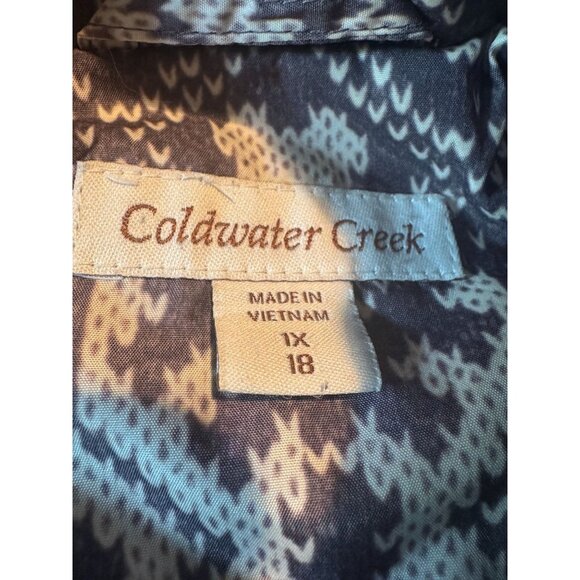 Coldwater Creek
MADE IN
VIETNAM
1X
18